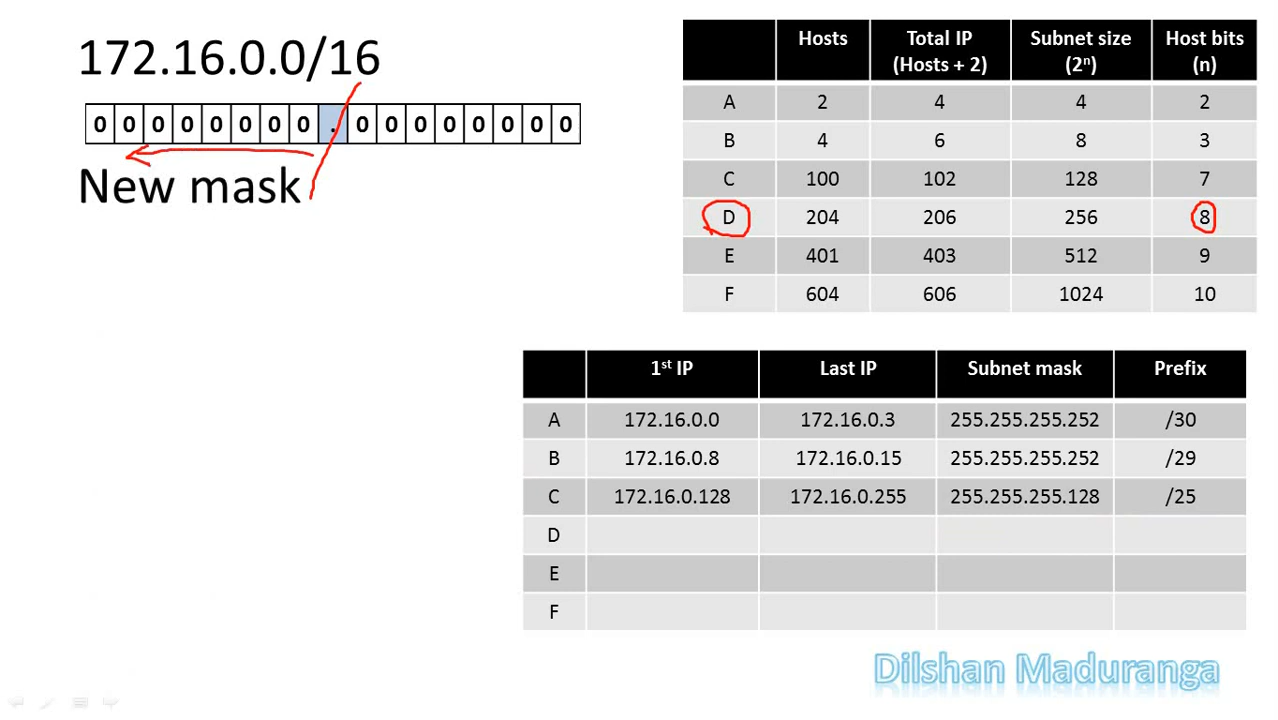 172.16.0.0/16
0 0 0 0 0 0 0 0 . 0 0 0 0 0 0 0 0
New mask
Hosts Total IP (Hosts + 2) Subnet size (2ⁿ) Host bits (n)
A 2 4 4 2
B 4 6 8 3
C 100 102 128 7
D 204 206 256 8
E 401 403 512 9
F 604 606 1024 10
1st IP Last IP Subnet mask Prefix
A 172.16.0.0 172.16.0.3 255.255.255.252 /30
B 172.16.0.8 172.16.0.15 255.255.255.252 /29
C 172.16.0.128 172.16.0.255 255.255.255.128 /25
D
E
F
Dilshan Maduranga